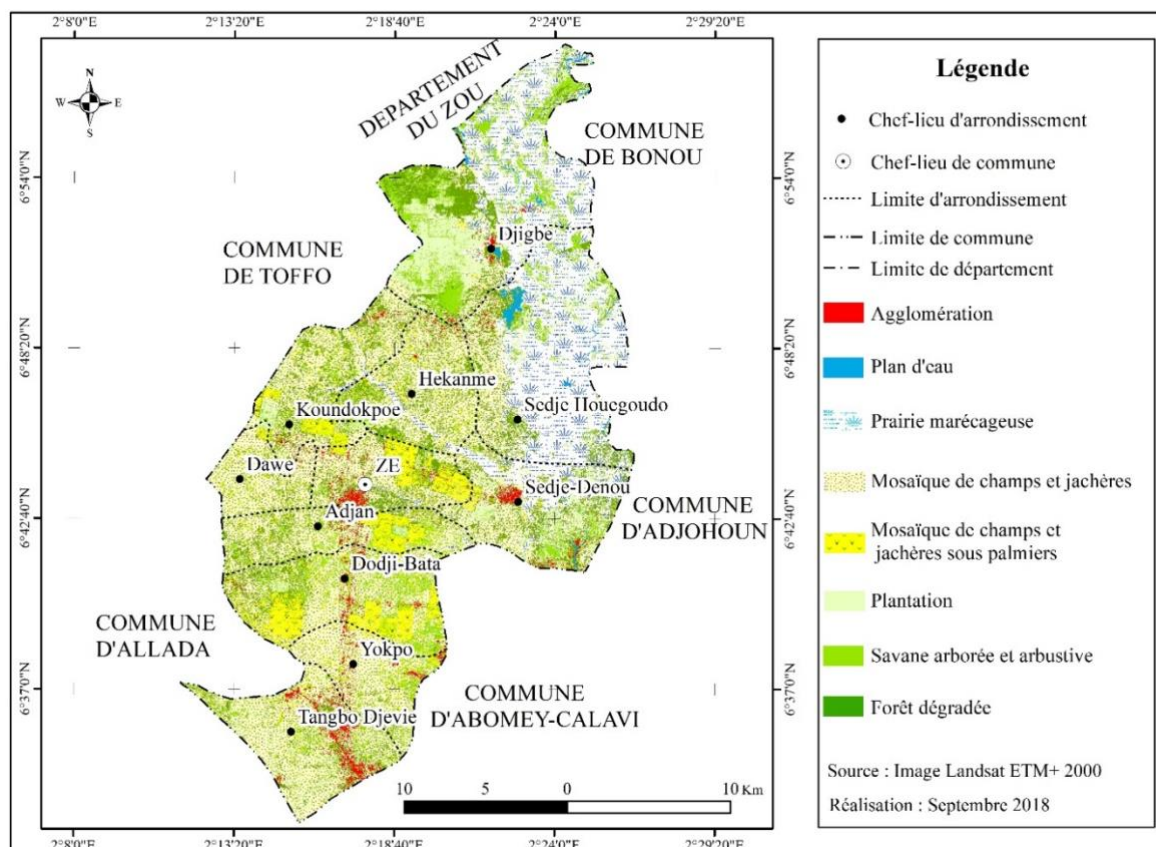 2°8'0"E
2°13'20"E
2°18'40"E
2°24'0"E
2°29'20"E
N
W
E
S
DEPARTEMENT
DU ZOU
COMMUNE
DE BONOU
6°54'0"N
6°54'0"N
COMMUNE
DE TOFFO
Djigbe
6°48'20"N
6°48'20"N
Hekanme
Koundokpoe
Sedje Houegoudo
Dawe
ZE
Sedje-Denou
6°42'40"N
6°42'40"N
Adjan
COMMUNE
D'ADJOHOUN
Dodji-Bata
COMMUNE
D'ALLADA
Yokpo
6°37'0"N
6°37'0"N
COMMUNE
D'ABOMEY-CALAVI
Tangbo Djevie
10
5
0
10 Km
2°8'0"E
2°13'20"E
2°18'40"E
2°24'0"E
2°29'20"E
Légende
Chef-lieu d'arrondissement
Chef-lieu de commune
Limite d'arrondissement
Limite de commune
Limite de département
Agglomération
Plan d'eau
Prairie marécageuse
Mosaïque de champs et jachères
Mosaïque de champs et
jachères sous palmiers
Plantation
Savane arborée et arbustive
Forêt dégradée
Source : Image Landsat ETM+ 2000
Réalisation : Septembre 2018